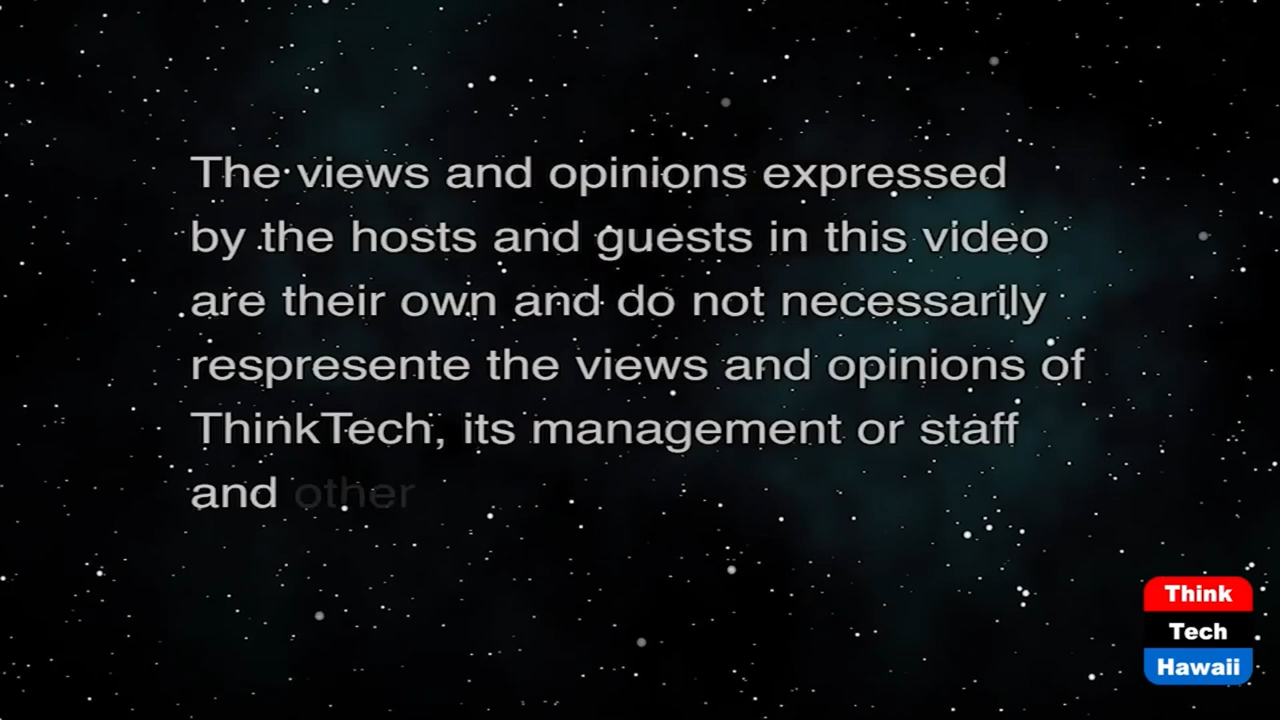 The views and opinions expressed
by the hosts and guests in this video
are their own and do not necessarily
respresente the views and opinions of
ThinkTech, its management or staff
and other
Think
Tech
Hawaii